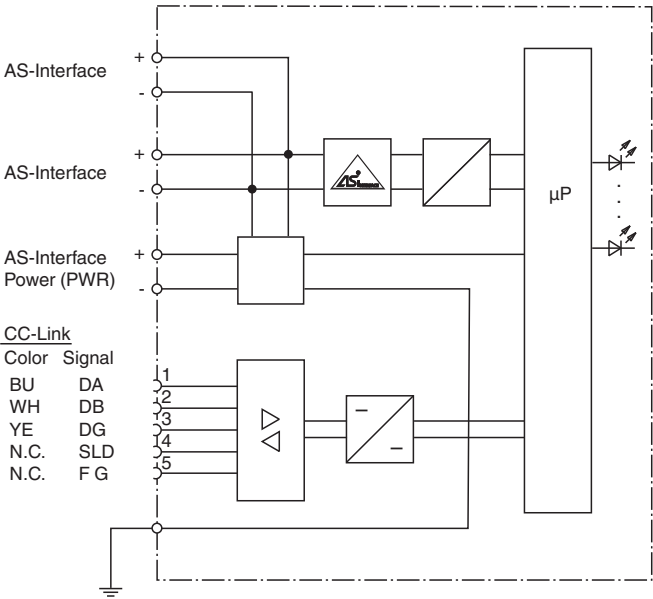 +
AS-Interface
-
+
AS-Interface
-
µP
+
AS-Interface
Power (PWR)
-
CC-Link
Color Signal
BU DA 1
WH DB 2
YE DG 3
N.C. SLD 4
N.C. F G 5